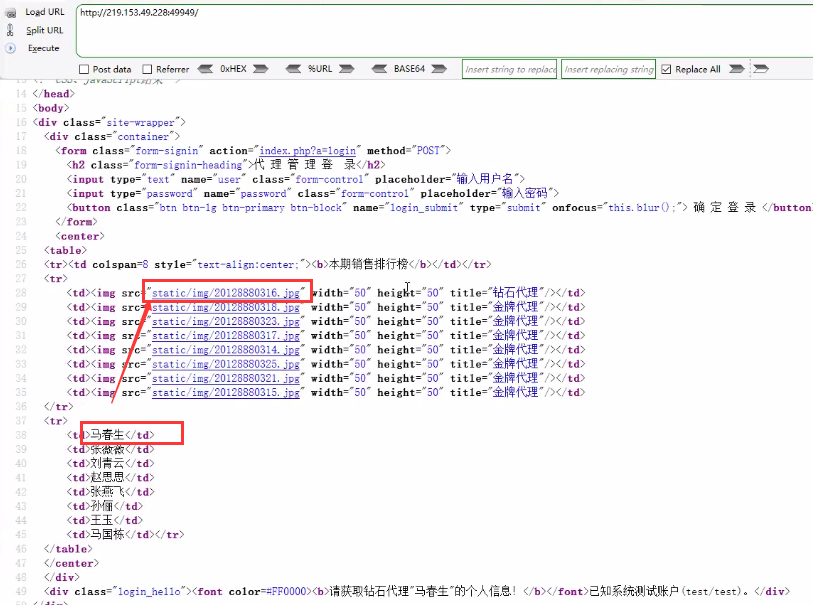 Load URL
http://219.153.49.228:49949/
Split URL
Execute
Post data Referrer 0xHEX %URL BASE64 Insert string to replace Insert replacing string Replace All
14 </head>
15 <body>
16 <div class="site-wrapper">
17 <div class="container">
18 <form class="form-signin" action="index.php?a=login" method="POST">
19 <h2 class="form-signin-heading">代 理 管 理 登 录</h2>
20 <input type="text" name="user" class="form-control" placeholder="输入用户名">
21 <input type="password" name="password" class="form-control" placeholder="输入密码">
22 <button class="btn btn-lg btn-primary btn-block" name="login_submit" type="submit" onfocus="this.blur();"> 确 定 登 录 </button
23 </form>
24 <center>
25 <table>
26 <tr><td colspan=8 style="text-align:center;"><b>本期销售排行榜</b></td></tr>
27 <tr>
28 <td><img src="static/img/20128880316.jpg" width="50" height="50" title="钻石代理"/></td>
29 <td><img src="static/img/20128880318.jpg" width="50" height="50" title="金牌代理"/></td>
30 <td><img src="static/img/20128880323.jpg" width="50" height="50" title="金牌代理"/></td>
31 <td><img src="static/img/20128880317.jpg" width="50" height="50" title="金牌代理"/></td>
32 <td><img src="static/img/20128880314.jpg" width="50" height="50" title="金牌代理"/></td>
33 <td><img src="static/img/20128880325.jpg" width="50" height="50" title="金牌代理"/></td>
34 <td><img src="static/img/20128880321.jpg" width="50" height="50" title="金牌代理"/></td>
35 <td><img src="static/img/20128880315.jpg" width="50" height="50" title="金牌代理"/></td>
36 </tr>
37 <tr>
38 <td>马春生</td>
39 <td>张薇薇</td>
40 <td>刘青云</td>
41 <td>赵思思</td>
42 <td>张燕飞</td>
43 <td>孙俪</td>
44 <td>王玉</td>
45 <td>马国栋</td></tr>
46 </table>
47 </center>
48 </div>
49 <div class="login_hello"><font color=#FF0000><b>请获取钻石代理"马春生"的个人信息! </b></font>已知系统测试账户(test/test)。</div>